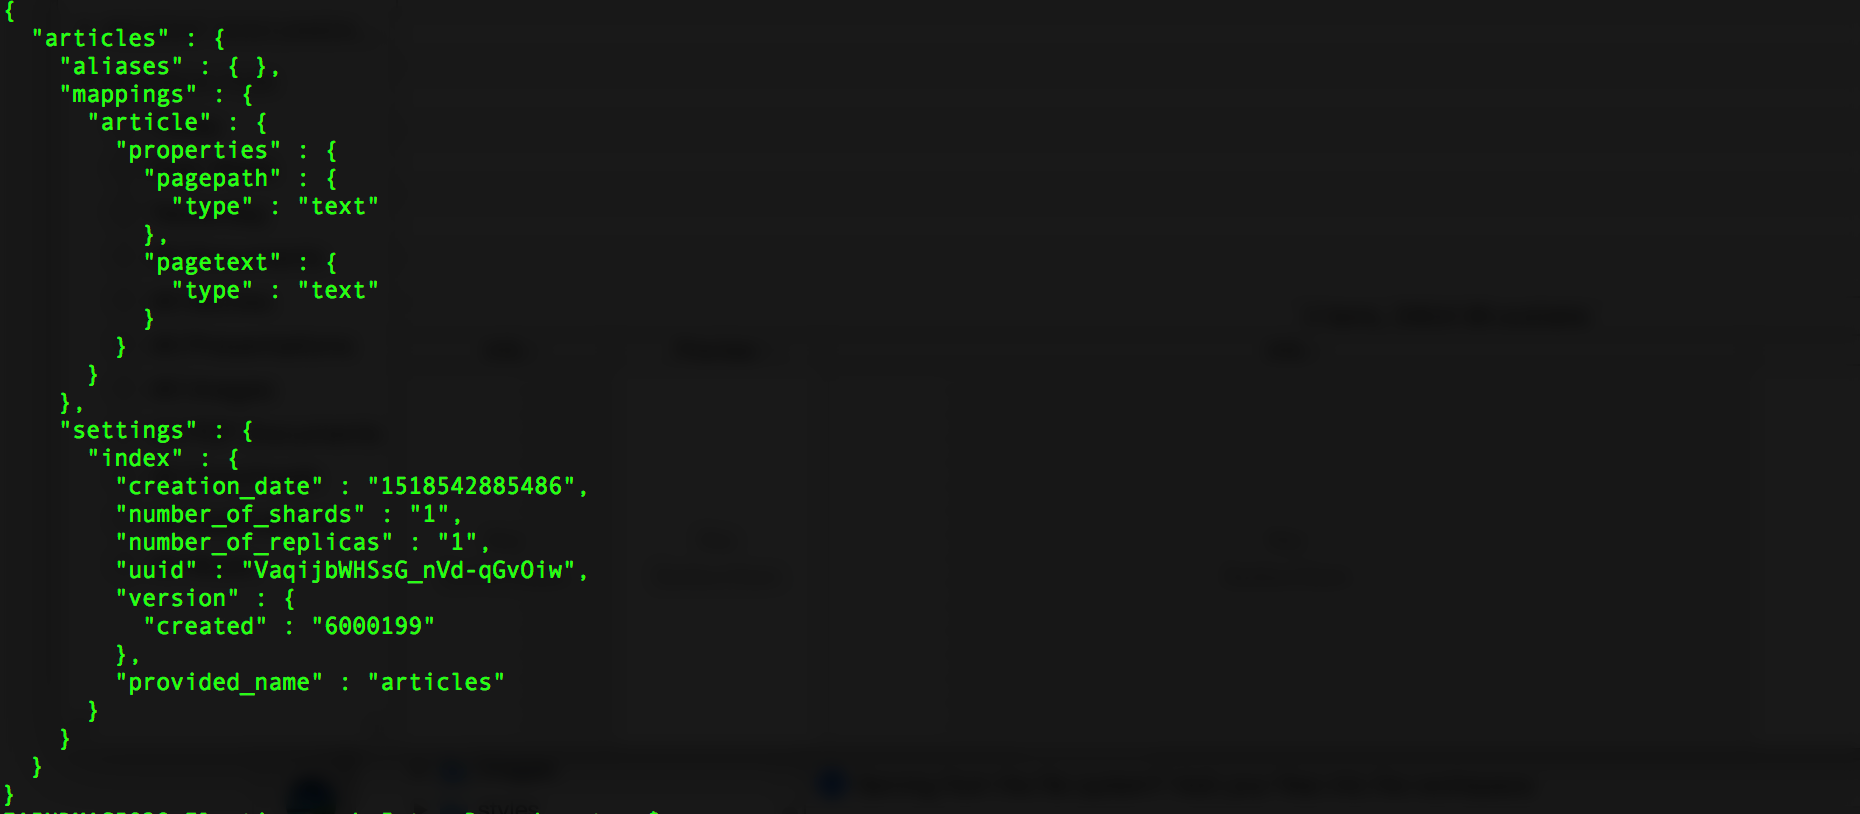 {
"articles" : {
"aliases" : { },
"mappings" : {
"article" : {
"properties" : {
"pagepath" : {
"type" : "text"
},
"pagetext" : {
"type" : "text"
}
}
}
},
"settings" : {
"index" : {
"creation_date" : "1518542885486",
"number_of_shards" : "1",
"number_of_replicas" : "1",
"uuid" : "VaqijbWHSsG_nVd-qGvOiw",
"version" : {
"created" : "6000199"
},
"provided_name" : "articles"
}
}
}
}